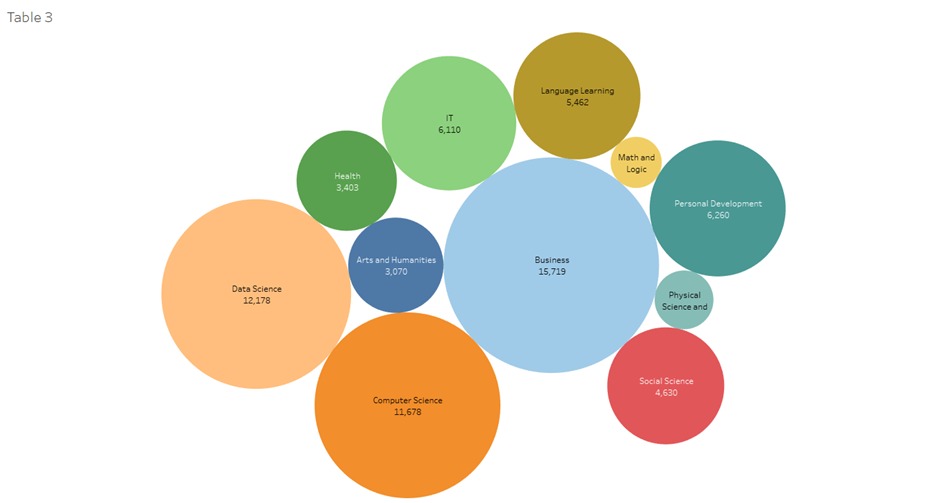 Table 3
Language Learning
5,462
IT
6,110
Math and
Logic
Health
3,403
Personal Development
6,260
Arts and Humanities
3,070
Business
15,719
Data Science
12,178
Physical
Science and
Social Science
4,630
Computer Science
11,678